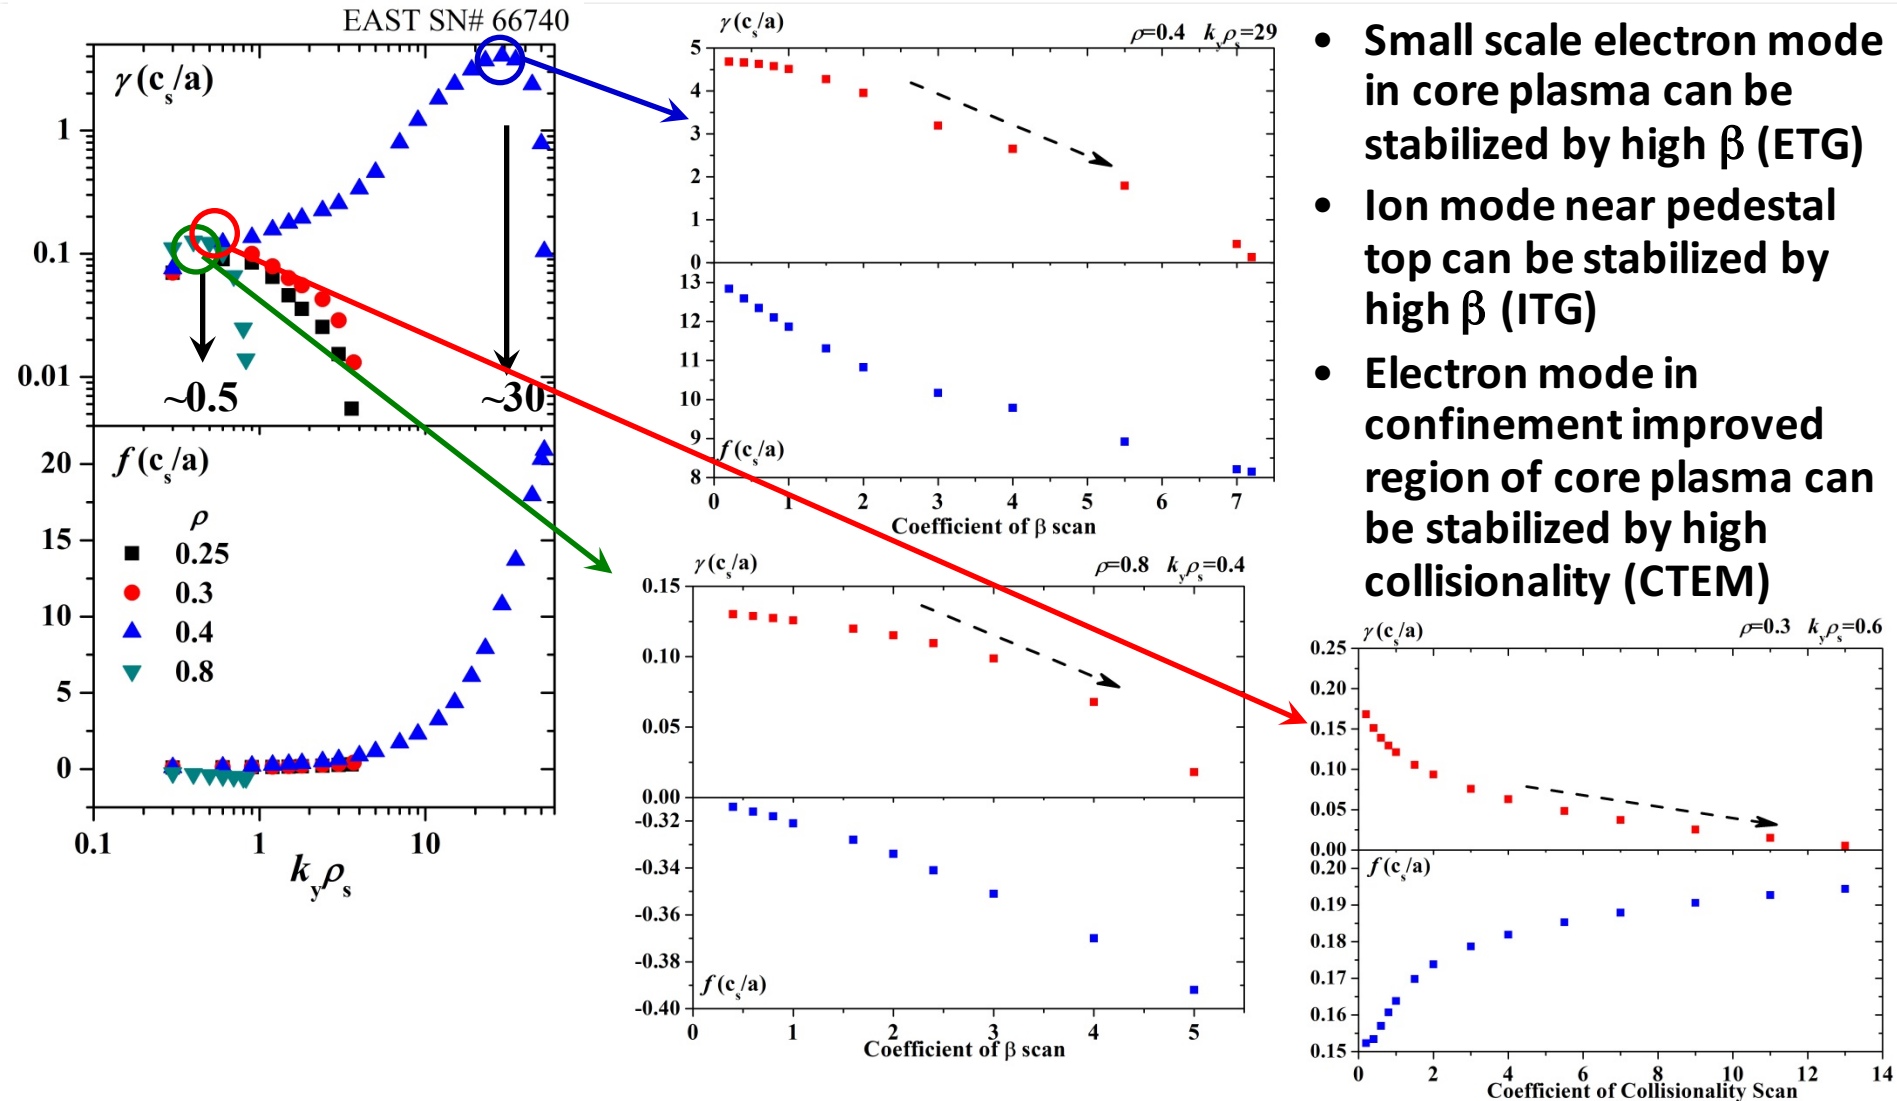 EAST SN# 66740
γ (cs/a)
1
0.1
0.01
~0.5
~30
f (cs/a)
20
15
10
5
0
ρ
0.25
0.3
0.4
0.8
0.1 1 10
kyρs
γ (cs/a)
ρ=0.4 kyρs=29
5
4
3
2
1
0
13
12
11
10
9
8
f (cs/a)
0 1 2 3 4 5 6 7
Coefficient of β scan
γ (cs/a)
ρ=0.8 kyρs=0.4
0.15
0.10
0.05
0.00
-0.32
-0.34
-0.36
-0.38
-0.40
f (cs/a)
0 1 2 3 4 5
Coefficient of β scan
• Small scale electron mode
in core plasma can be
stabilized by high β (ETG)
• Ion mode near pedestal
top can be stabilized by
high β (ITG)
• Electron mode in
confinement improved
region of core plasma can
be stabilized by high
collisionality (CTEM)
γ (cs/a)
ρ=0.3 kyρs=0.6
0.25
0.20
0.15
0.10
0.05
0.00
0.20
0.19
0.18
0.17
0.16
0.15
f (cs/a)
0 2 4 6 8 10 12 14
Coefficient of Collisionality Scan